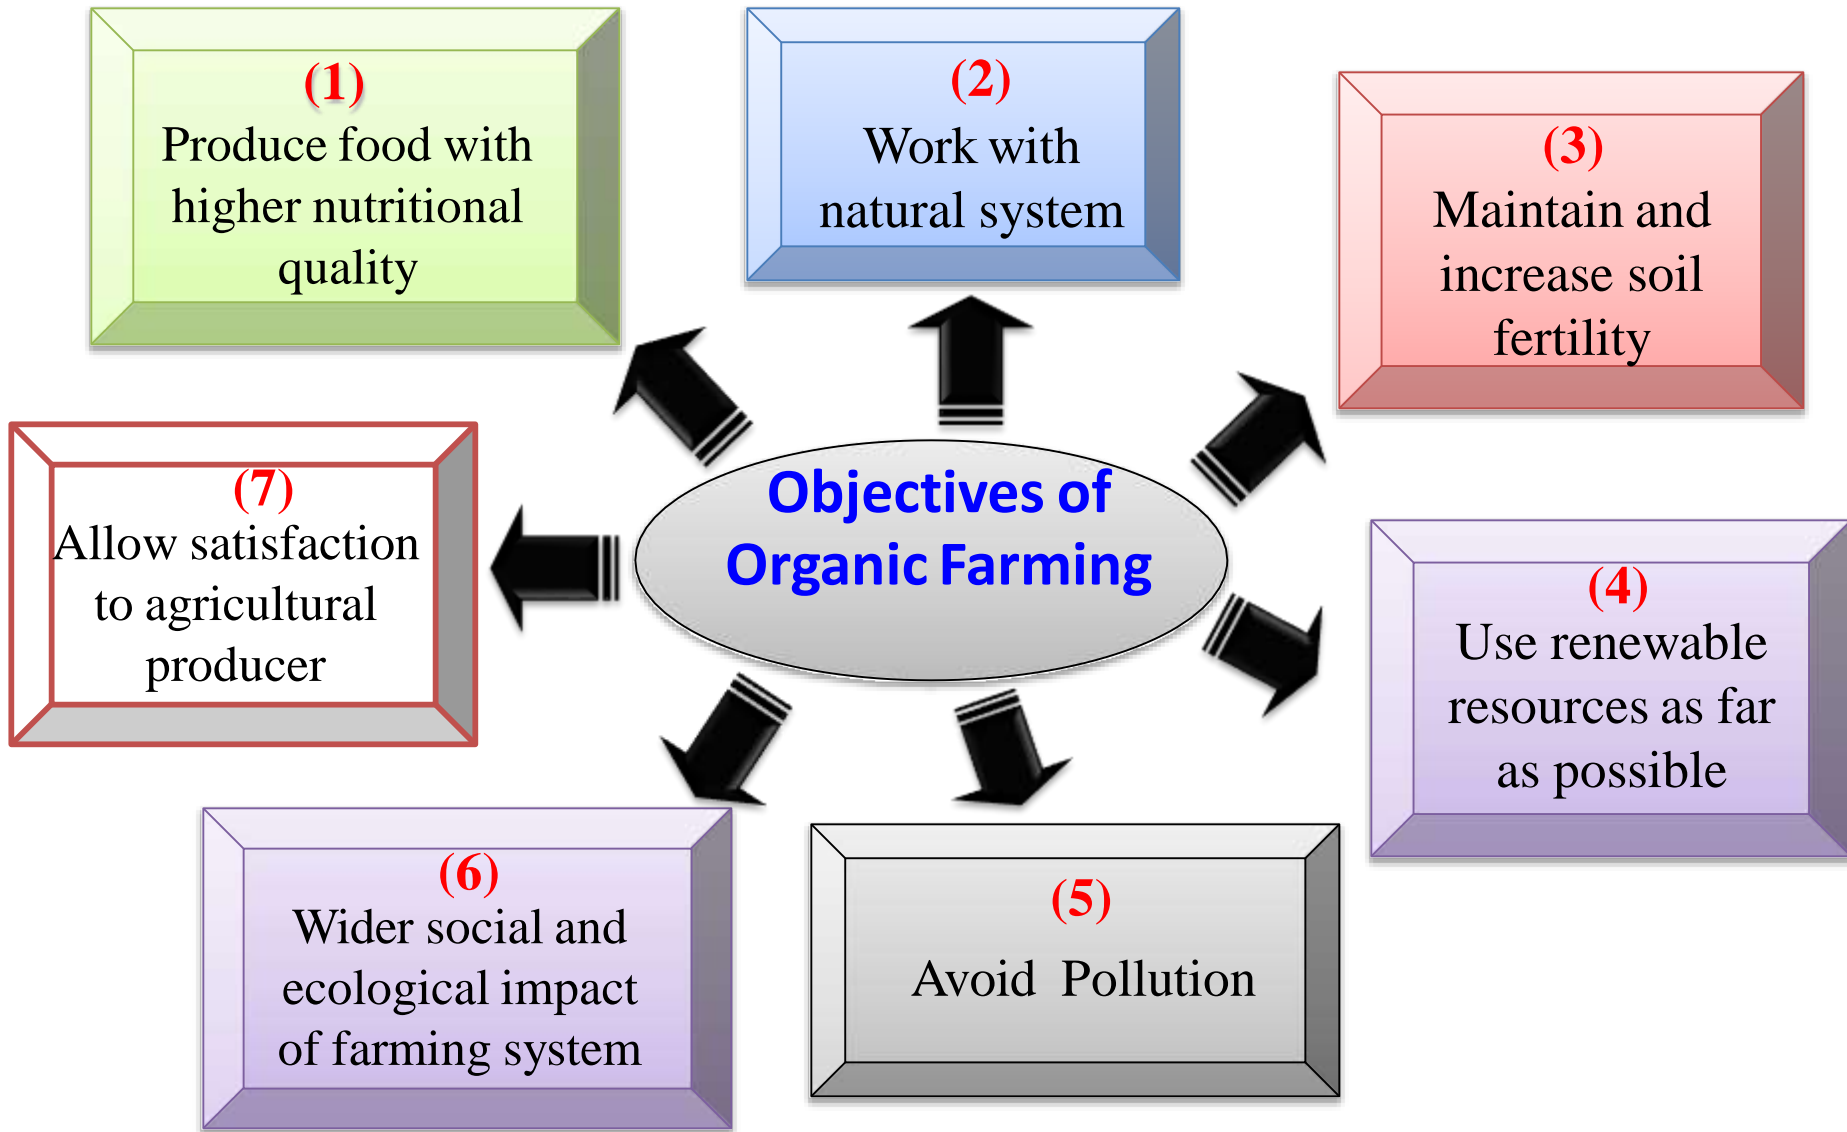 (1)
Produce food with
higher nutritional
quality
(2)
Work with
natural system
(3)
Maintain and
increase soil
fertility
(7)
Allow satisfaction
to agricultural
producer
Objectives of
Organic Farming
(4)
Use renewable
resources as far
as possible
(6)
Wider social and
ecological impact
of farming system
(5)
Avoid Pollution